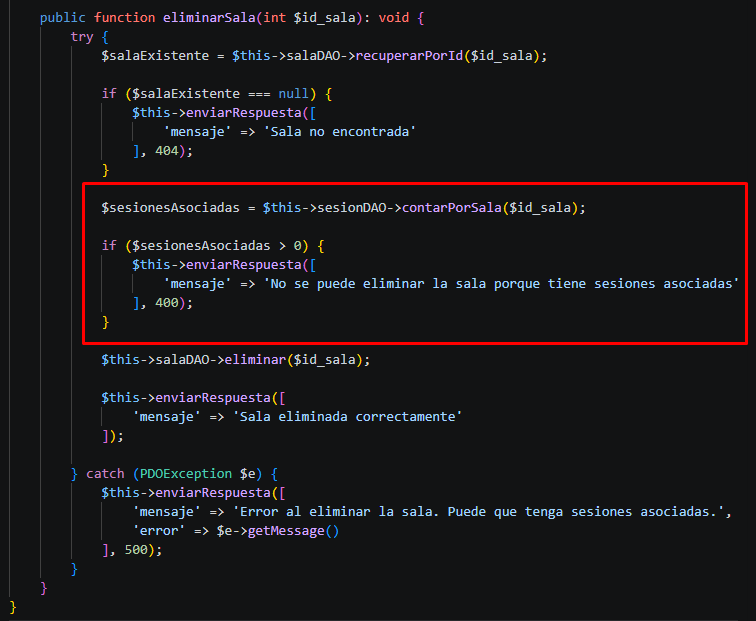 public function eliminarSala(int $id_sala): void {
try {
$salaExistente = $this->salaDAO->recuperarPorId($id_sala);
if ($salaExistente === null) {
$this->enviarRespuesta([
'mensaje' => 'Sala no encontrada'
], 404);
}
$sesionesAsociadas = $this->sesionDAO->contarPorSala($id_sala);
if ($sesionesAsociadas > 0) {
$this->enviarRespuesta([
'mensaje' => 'No se puede eliminar la sala porque tiene sesiones asociadas'
], 400);
}
$this->salaDAO->eliminar($id_sala);
$this->enviarRespuesta([
'mensaje' => 'Sala eliminada correctamente'
]);
} catch (PDOException $e) {
$this->enviarRespuesta([
'mensaje' => 'Error al eliminar la sala. Puede que tenga sesiones asociadas.',
'error' => $e->getMessage()
], 500);
}
}
}